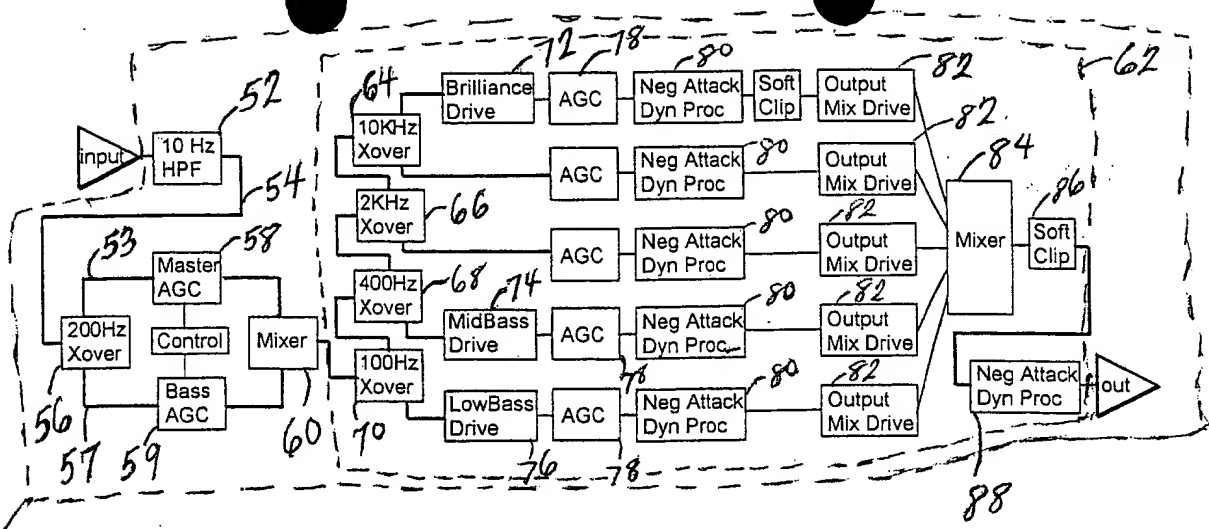 72
78
80
82
62
52
64
Brilliance
Drive
AGC
Neg Attack
Dyn Proc
Soft
Clip
Output
Mix Drive
input
10 Hz
HPF
10KHz
Xover
80
82
84
54
AGC
Neg Attack
Dyn Proc
Output
Mix Drive
86
2KHz
Xover
66
80
82
53
58
AGC
Neg Attack
Dyn Proc
Output
Mix Drive
Mixer
Soft
Clip
Master
AGC
400Hz
Xover
68
74
80
82
200Hz
Xover
Control
Mixer
MidBass
Drive
AGC
Neg Attack
Dyn Proc
Output
Mix Drive
100Hz
Xover
78
80
82
Neg Attack
Dyn Proc
out
Bass
AGC
LowBass
Drive
AGC
Neg Attack
Dyn Proc
Output
Mix Drive
56
57
59
60
70
76
78
88